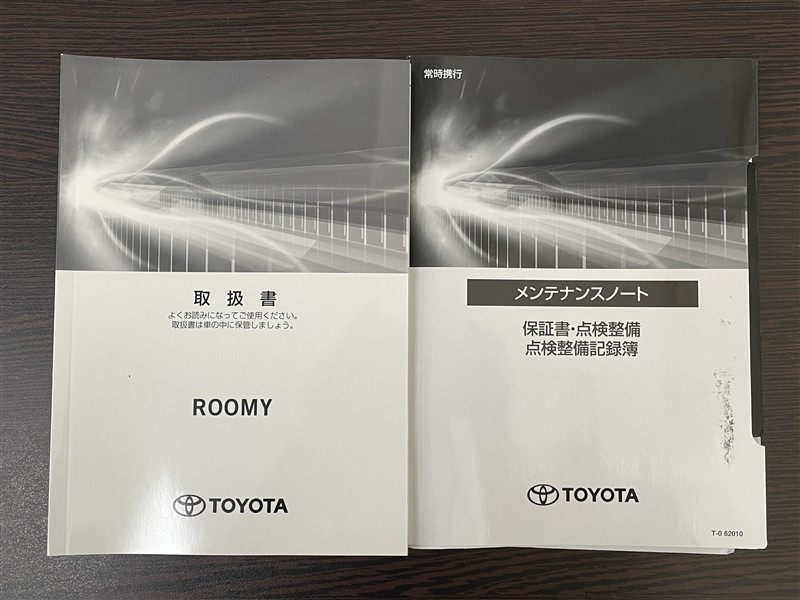 取扱書
よくお読みになってご使用ください。
取扱書は車の中に保管しましょう。
ROOMY
TOYOTA
常時携行
メンテナンスノート
保証書・点検整備
点検整備記録簿
TOYOTA
T-0 62010